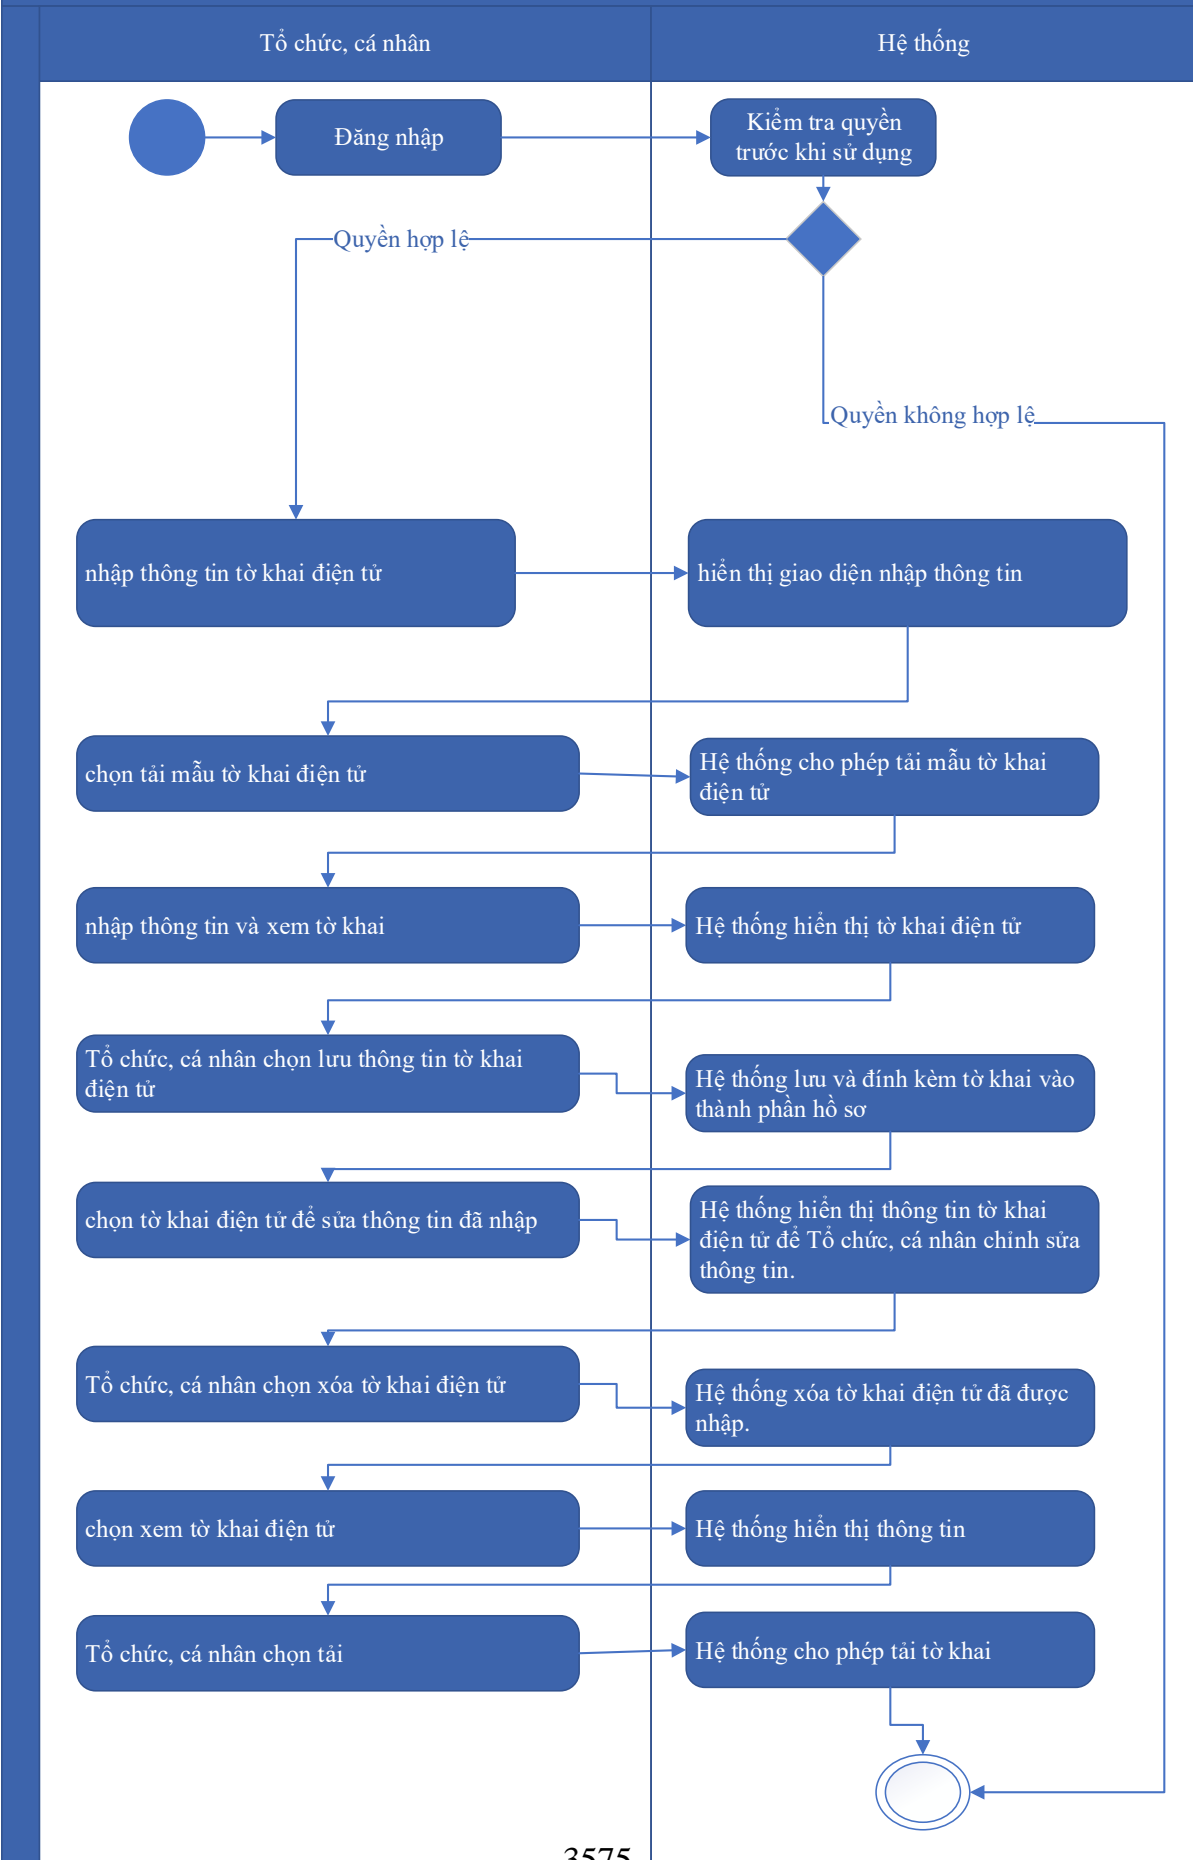 Tổ chức, cá nhân
Hệ thống
Đăng nhập
Kiểm tra quyền
trước khi sử dụng
Quyền hợp lệ
Quyền không hợp lệ
nhập thông tin tờ khai điện tử
hiển thị giao diện nhập thông tin
chọn tải mẫu tờ khai điện tử
Hệ thống cho phép tải mẫu tờ khai
điện tử
nhập thông tin và xem tờ khai
Hệ thống hiển thị tờ khai điện tử
Tổ chức, cá nhân chọn lưu thông tin tờ khai
điện tử
Hệ thống lưu và đính kèm tờ khai vào
thành phần hồ sơ
chọn tờ khai điện tử để sửa thông tin đã nhập
Hệ thống hiển thị thông tin tờ khai
điện tử để Tổ chức, cá nhân chỉnh sửa
thông tin.
Tổ chức, cá nhân chọn xóa tờ khai điện tử
Hệ thống xóa tờ khai điện tử đã được
nhập.
chọn xem tờ khai điện tử
Hệ thống hiển thị thông tin
Tổ chức, cá nhân chọn tải
Hệ thống cho phép tải tờ khai
3575